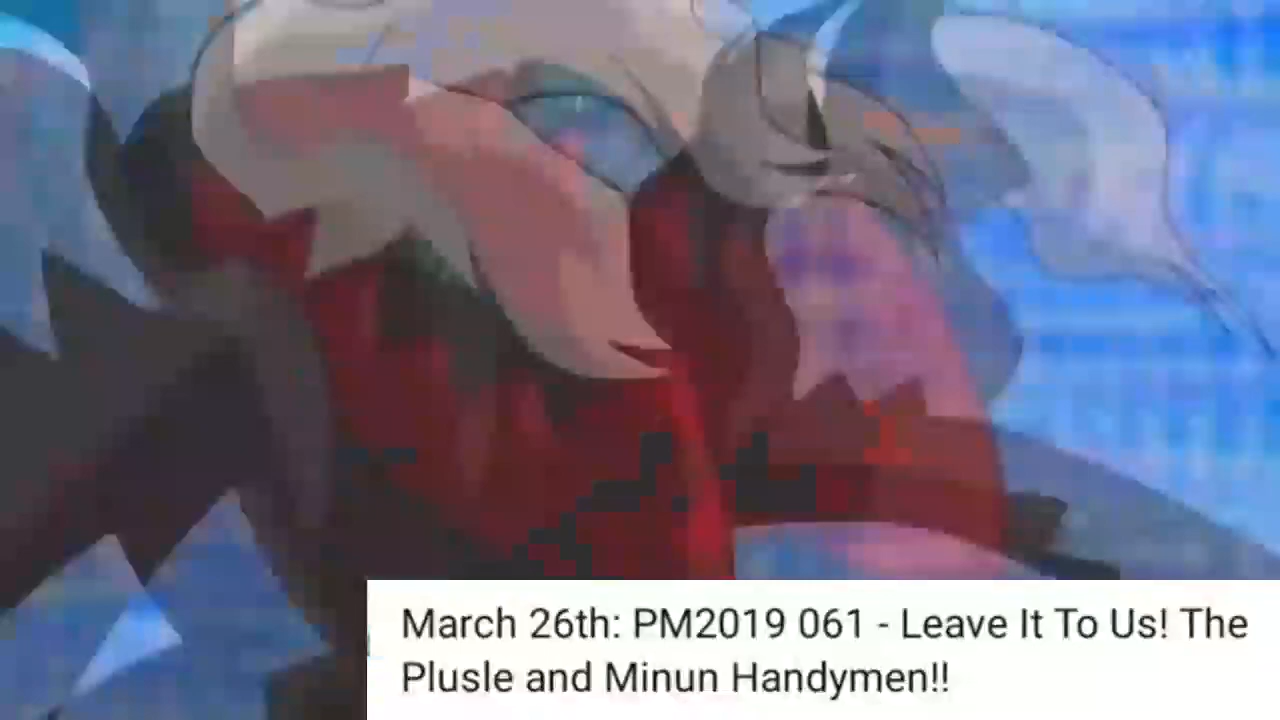 March 26th: PM2019 061 - Leave It To Us! The
Plusle and Minun Handymen!!